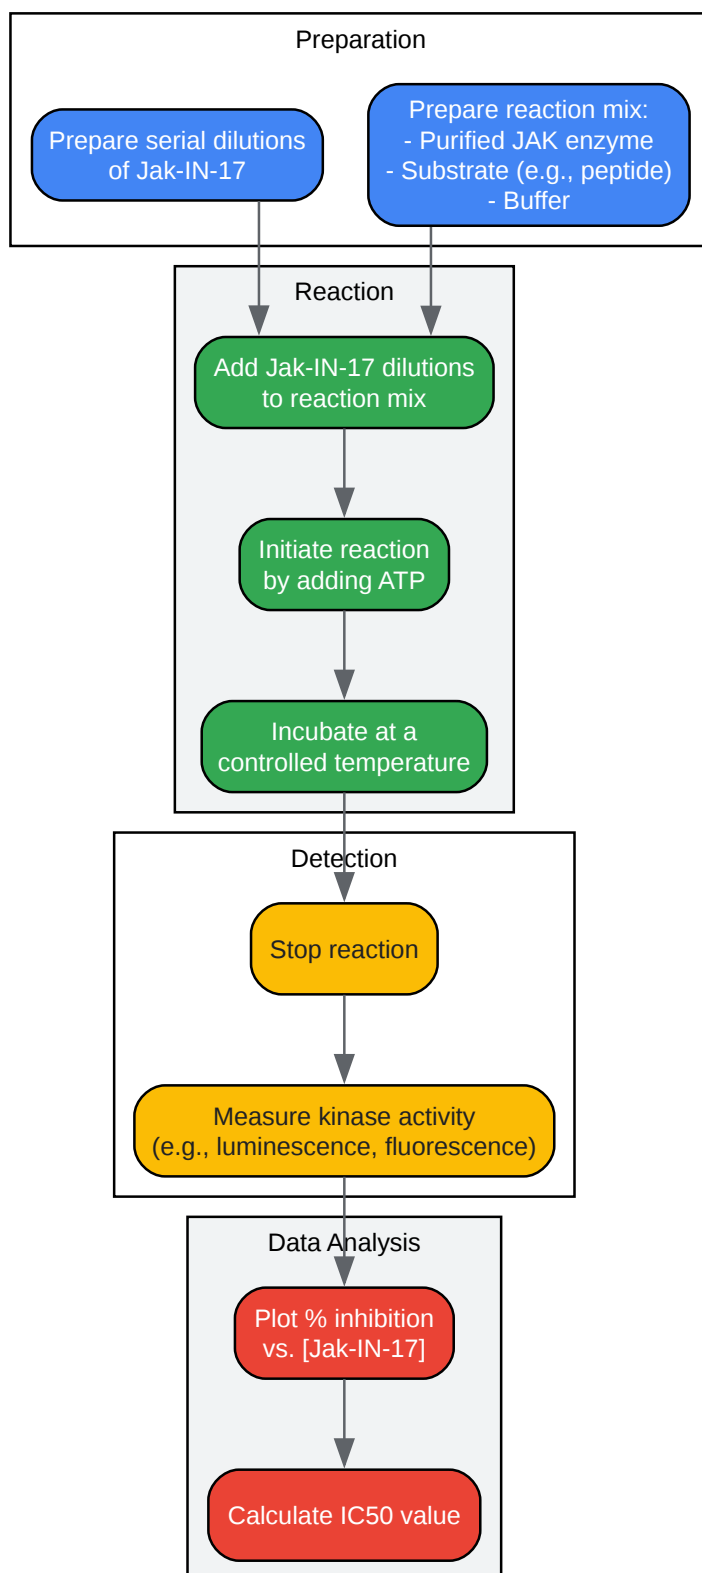 Preparation
Prepare serial dilutions
of Jak-IN-17
Prepare reaction mix:
- Purified JAK enzyme
- Substrate (e.g., peptide)
- Buffer
Reaction
Add Jak-IN-17 dilutions
to reaction mix
Initiate reaction
by adding ATP
Incubate at a
controlled temperature
Detection
Stop reaction
Measure kinase activity
(e.g., luminescence, fluorescence)
Data Analysis
Plot % inhibition
vs. [Jak-IN-17]
Calculate IC50 value